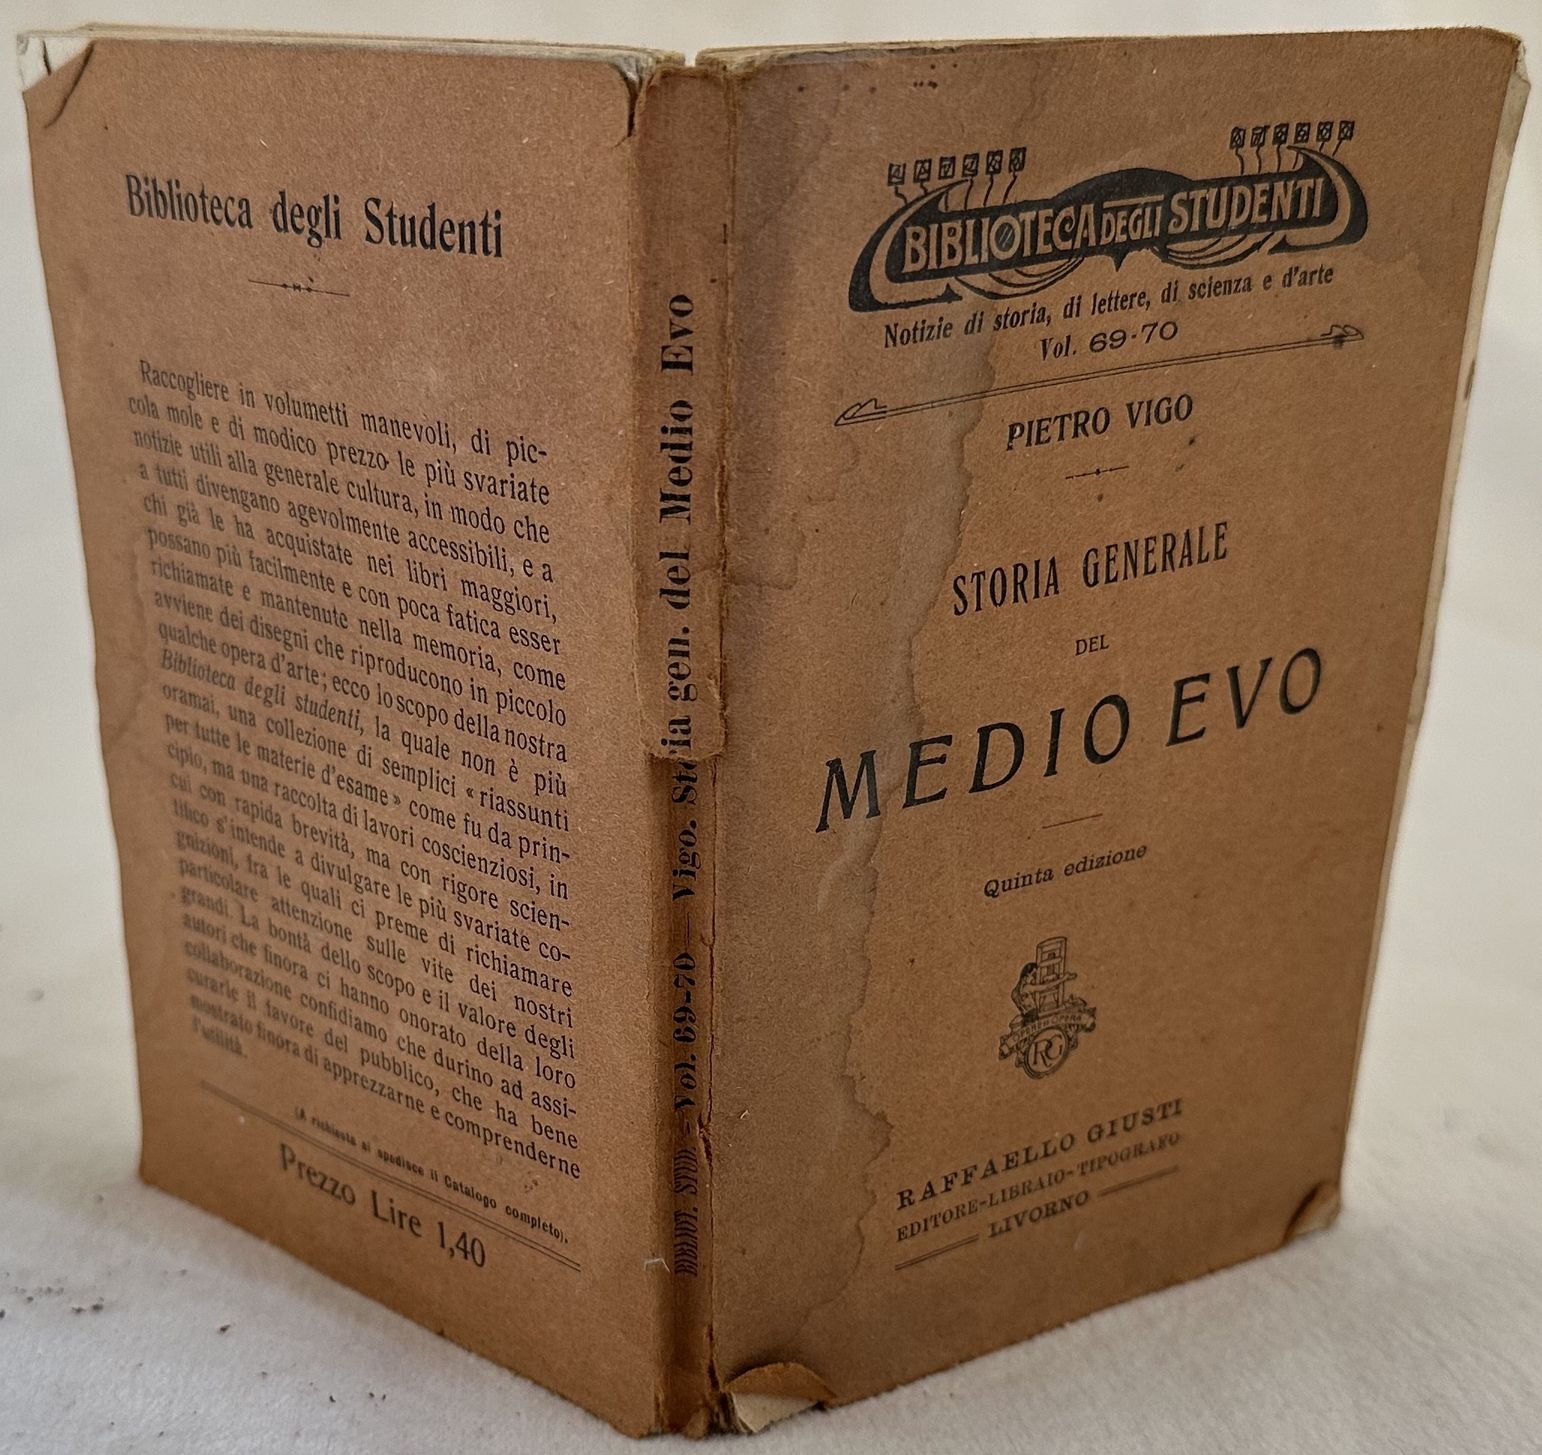 Biblioteca degli Studenti
Raccogliere in volumetti manevoli, di pic-
cola mole e di modico prezzo le più svariate
notizie utili alla generale cultura, in modo che
a tutti divengano agevolmente accessibili, e a
chi già le ha acquistate nei libri maggiori,
possano più facilmente e con poca fatica esser
richiamate e mantenute nella memoria, come
avviene dei disegni che riproducono in piccolo
qualche opera d'arte; ecco lo scopo della nostra
Biblioteca degli studenti, la quale non è più
oramai, una collezione di semplici « riassunti
per tutte le materie d'esame » come fu da prin-
cipio, ma una raccolta di lavori coscienziosi, in
cui con rapida brevità, ma con rigore scien-
tifico s'intende a divulgare le più svariate co-
gnizioni, fra le quali ci preme di richiamare
particolare attenzione sulle vite dei nostri
grandi. La bontà dello scopo e il valore degli
autori che finora ci hanno onorato della loro
collaborazione confidiamo che durino ad assi-
curarle il favore del pubblico, che ha bene
mostrato finora di apprezzarne e comprenderne
l'utilità.
(A richiesta si spedisce il Catalogo completo).
Prezzo Lire 1,40
BIBLIOT. STUD. - Vol. 69-70 — Vigo. Storia gen. del Medio Evo
BIBLIOTECA DEGLI STUDENTI
Notizie di storia, di lettere, di scienza e d'arte
Vol. 69-70
PIETRO VIGO
STORIA GENERALE
DEL
MEDIO EVO
Quinta edizione
RG
RAFFAELLO GIUSTI
EDITORE-LIBRAIO-TIPOGRAFO
LIVORNO